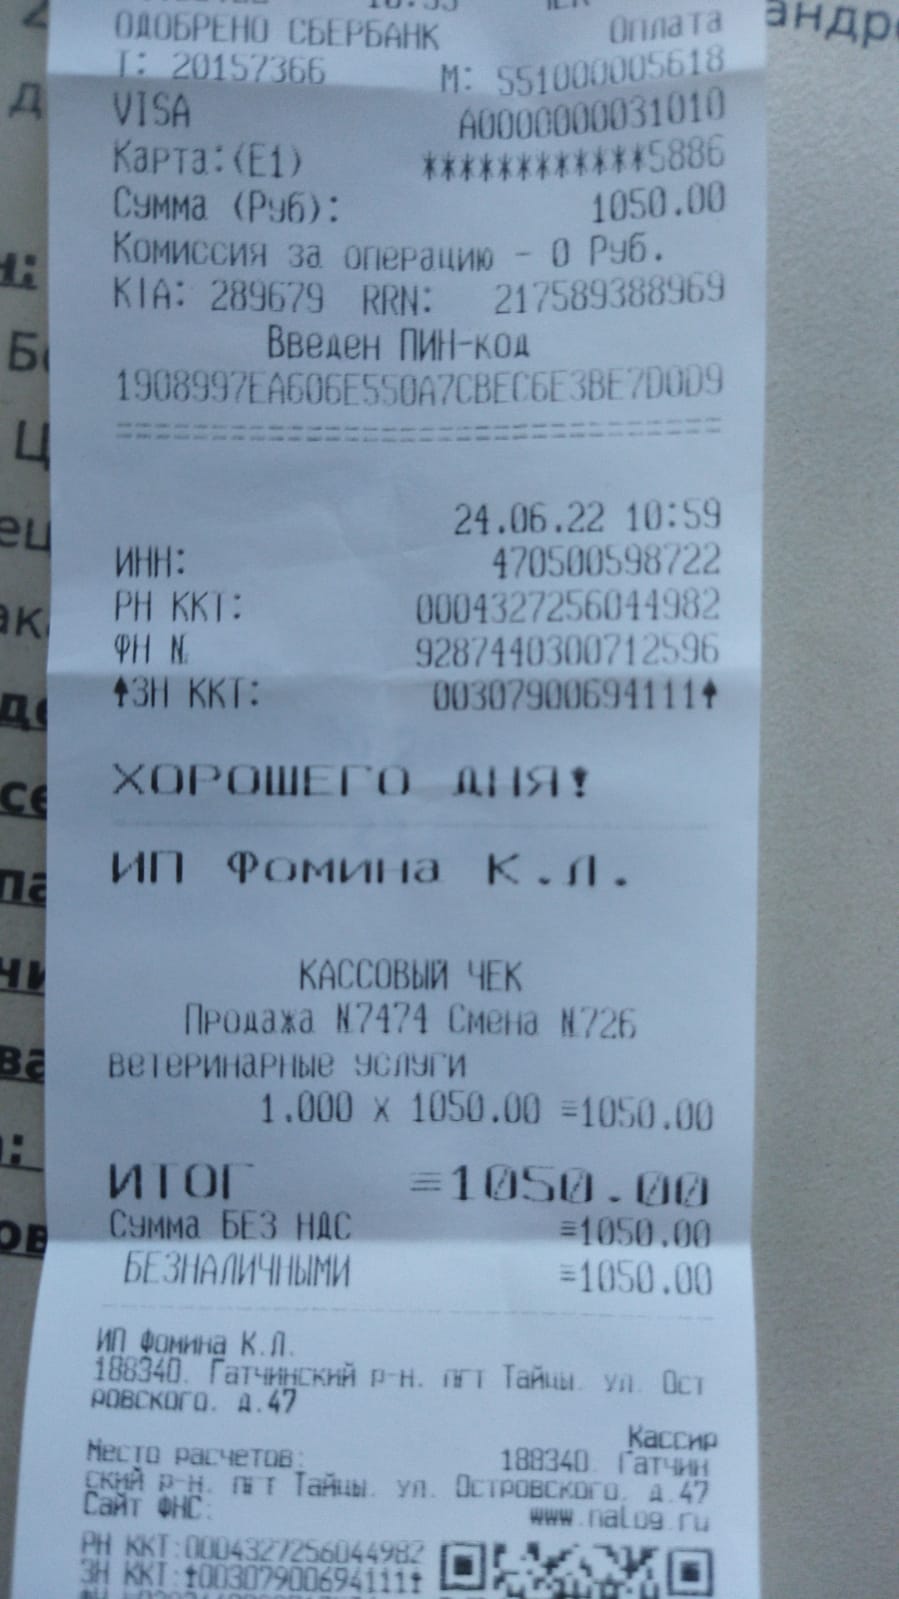 ОДОБРЕНО СБЕРБАНК Оплата
Т: 20157366 М: 551000005618
VISA A0000000031010
Карта:(Е1) ************5886
Сумма (Руб): 1050.00
Комиссия за операцию - 0 Руб.
КІА: 289679 RRN: 217589388969
Введен ПИН-код
1908997EA606E550A7CBEC6E3BE7D0D9
24.06.22 10:59
ИНН: 470500598722
РН ККТ: 0004327256044982
ФН № 9287440300712596
↑ЗН ККТ: 00307900694111↑
ХОРОШЕГО ДНЯ!
ИП Фомина К.Л.
КАССОВЫЙ ЧЕК
Продажа №7474 Смена №726
ветеринарные услуги
1.000 x 1050.00 ≡1050.00
ИТОГ ≡1050.00
Сумма БЕЗ НДС ≡1050.00
БЕЗНАЛИЧНЫМИ ≡1050.00
ИП Фомина К.Л.
188340. Гатчинский р-н. пгт Тайцы. ул. Ост
ровского. д.47
Кассир
Место расчетов: 188340. Гатчин
ский р-н. пгт Тайцы. ул. Островского. д.47
Сайт ФНС: www.nalog.ru
РН ККТ:0004327256044982
ЗН ККТ:↑00307900694111↑